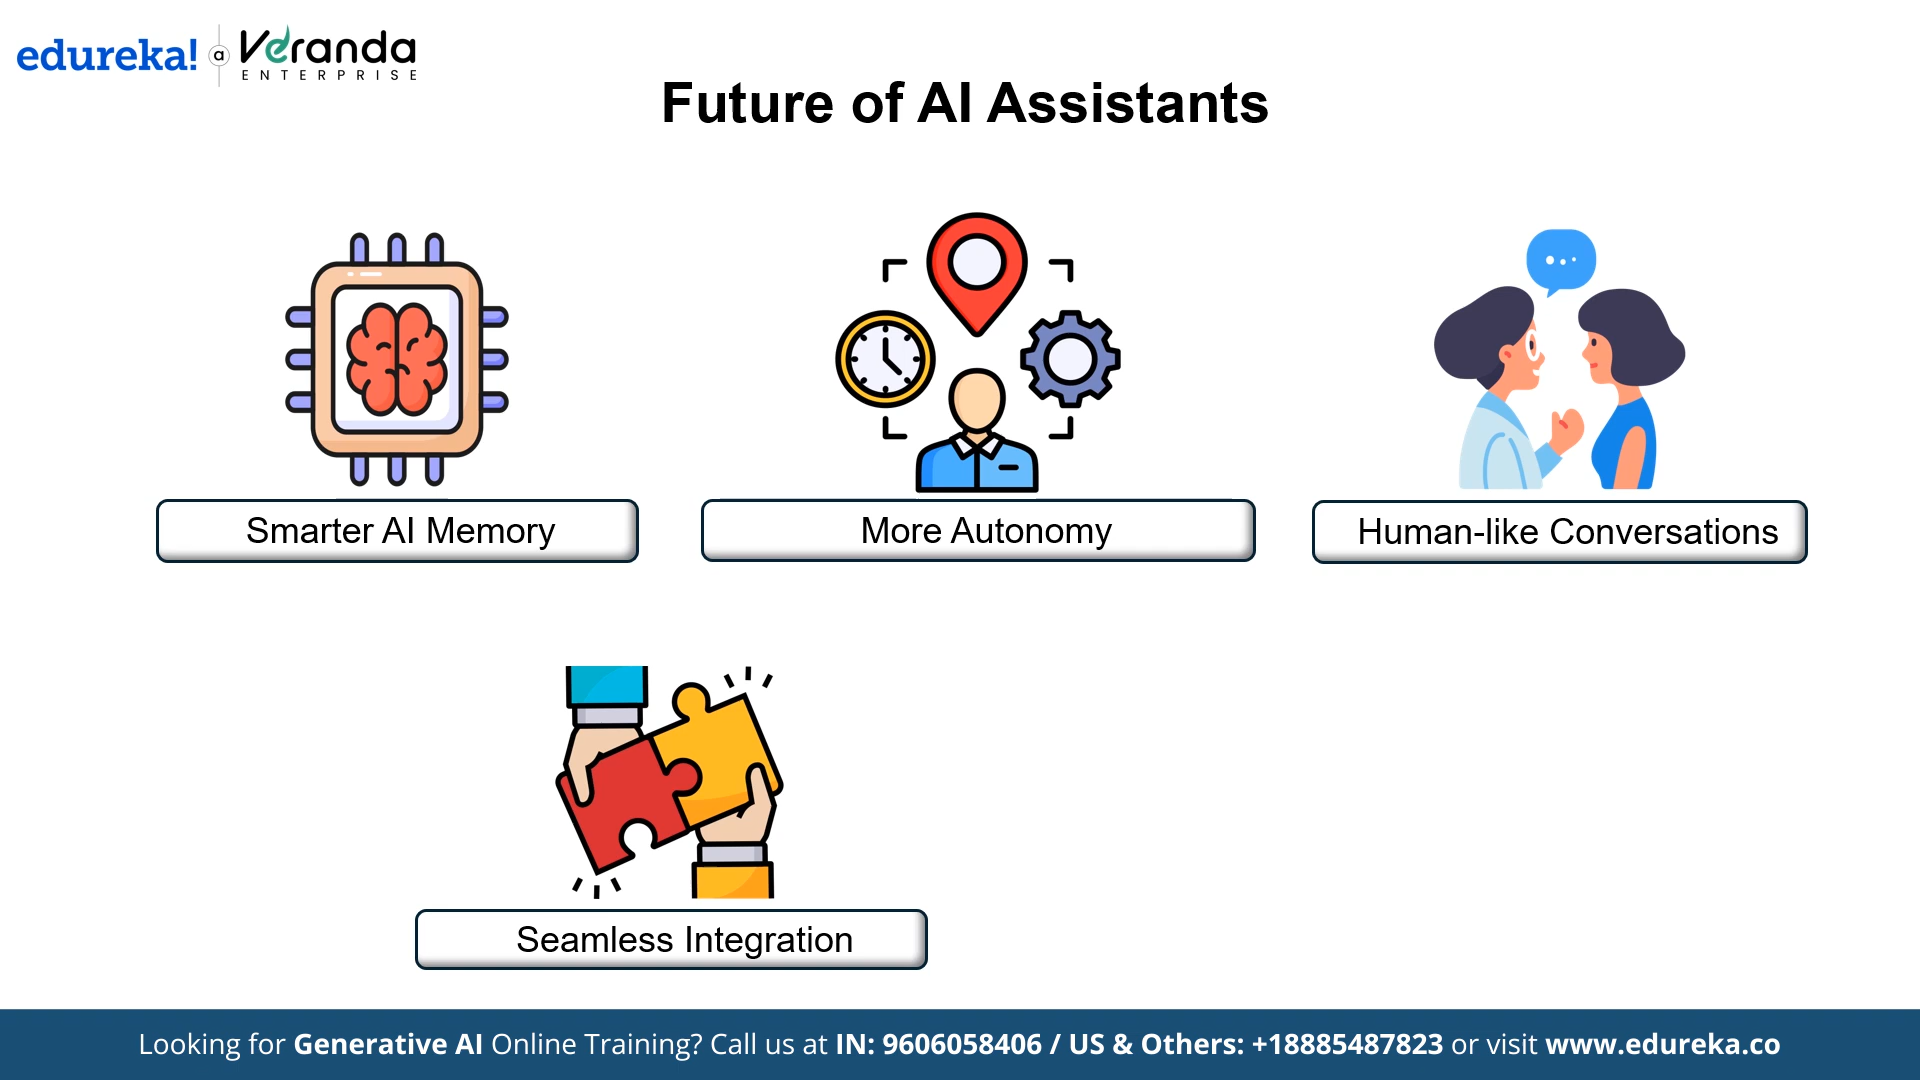 edureka! a Veranda
ENTERPRISE
Future of AI Assistants
Smarter AI Memory
More Autonomy
Human-like Conversations
Seamless Integration
Looking for Generative AI Online Training? Call us at IN: 9606058406 / US & Others: +18885487823 or visit www.edureka.co